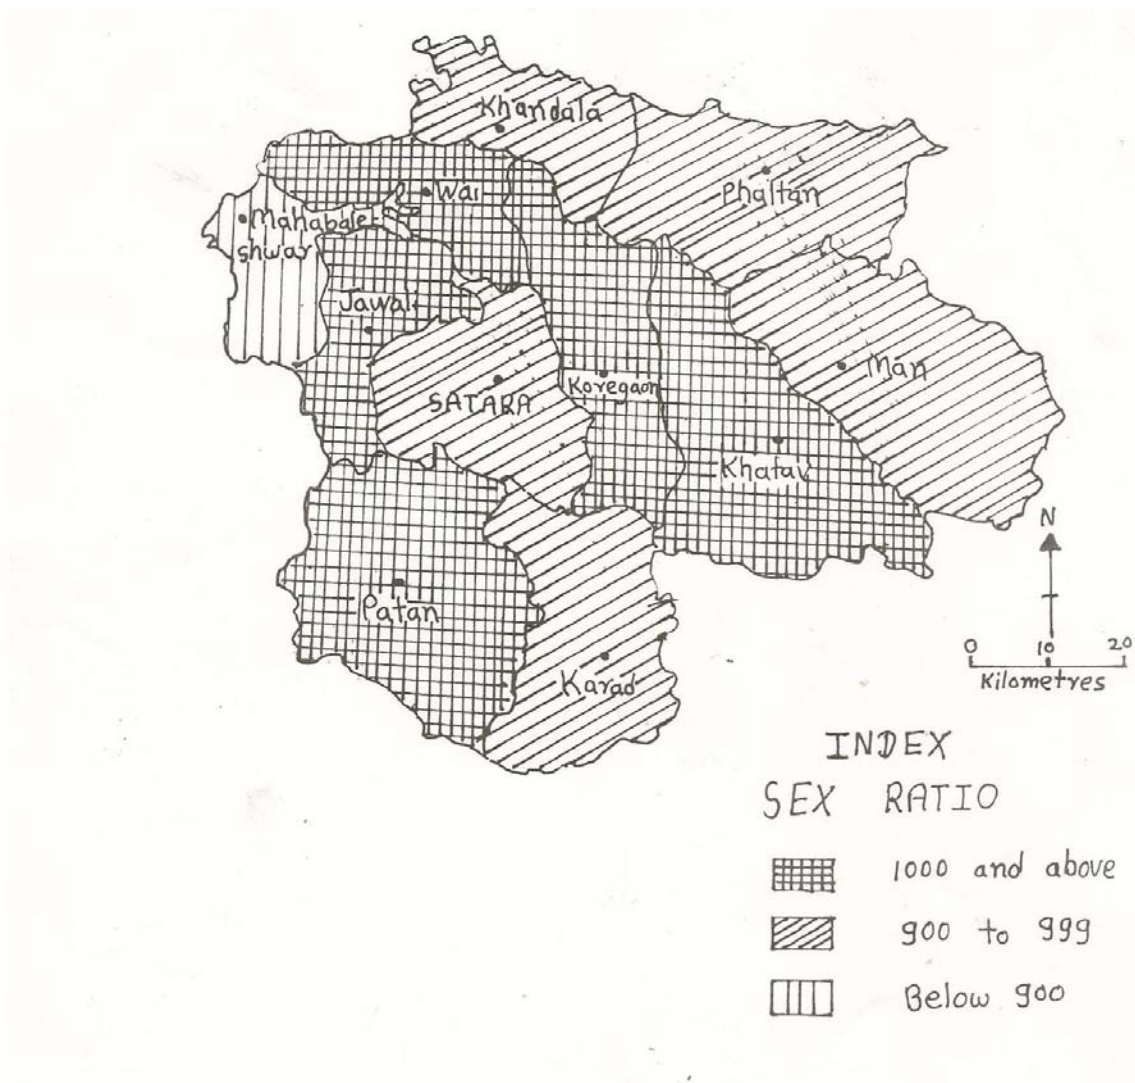 Khandala
Phaltan
Wai
Mahabale
shwar
Jawali
Man
SATARA
Koregaon
Khatav
Patan
Karad
N
0 10 20
Kilometres
INDEX
SEX RATIO
1000 and above
900 to 999
Below 900